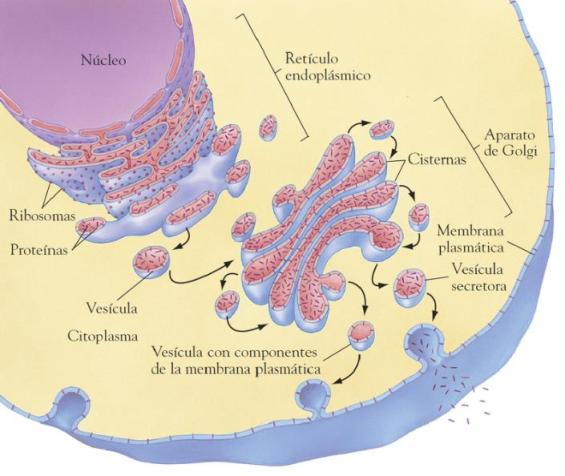 Núcleo
Retículo
endoplásmico
Aparato
de Golgi
Cisternas
Ribosomas
Proteínas
Membrana
plasmática
Vesícula
secretora
Vesícula
Citoplasma
Vesícula con componentes
de la membrana plasmática